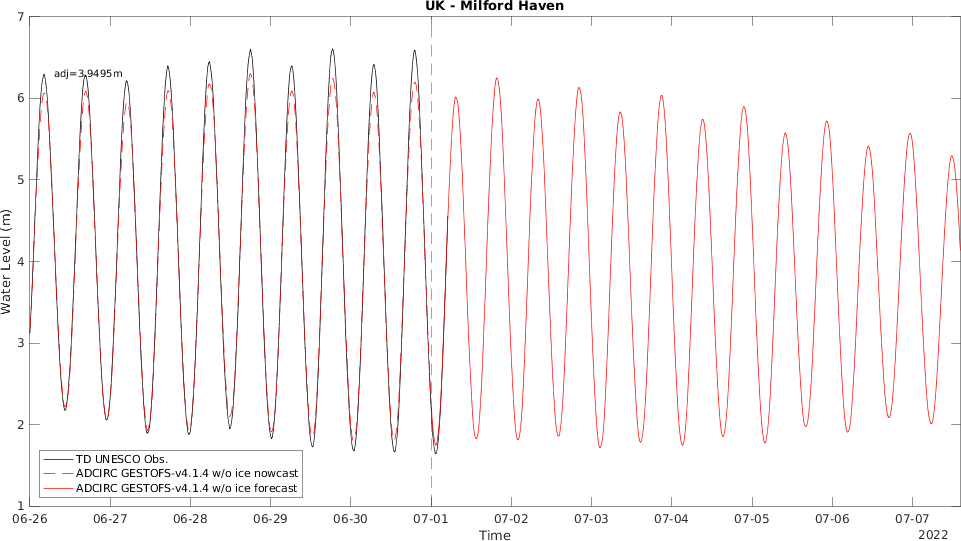 UK - Milford Haven
adj=3.9495m
Water Level (m)
7
6
5
4
3
2
1
TD UNESCO Obs.
ADCIRC GESTOFS-v4.1.4 w/o ice nowcast
ADCIRC GESTOFS-v4.1.4 w/o ice forecast
06-26 06-27 06-28 06-29 06-30 07-01 07-02 07-03 07-04 07-05 07-06 07-07
Time
2022